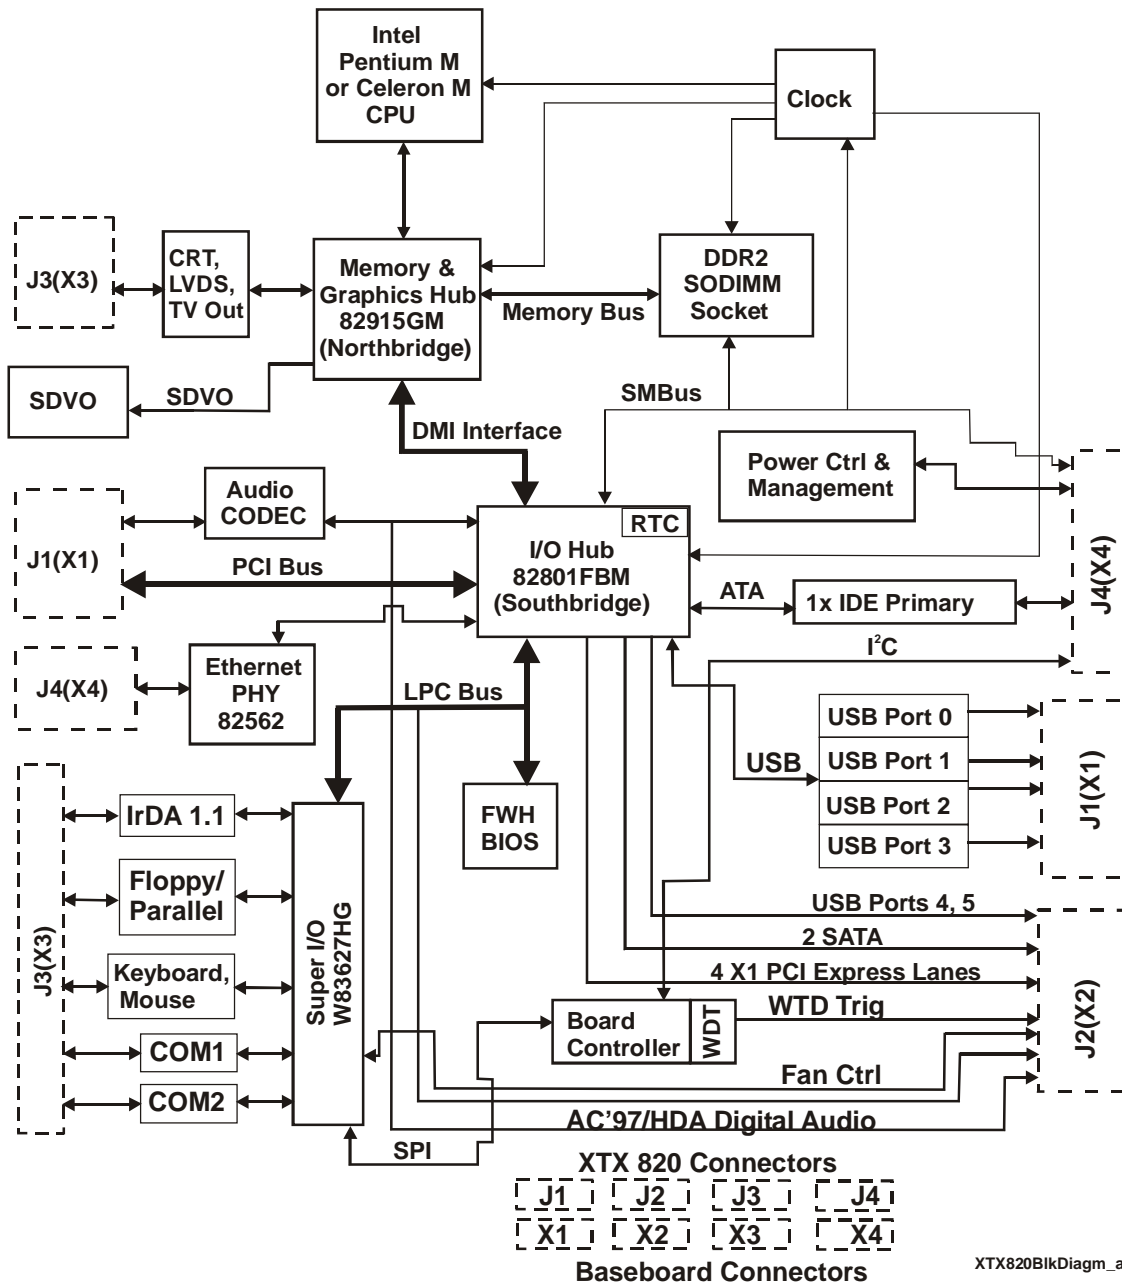 Intel
Pentium M
or Celeron M
CPU
Clock
J3(X3)
CRT,
LVDS,
TV Out
Memory &
Graphics Hub
82915GM
(Northbridge)
Memory Bus
DDR2
SODIMM
Socket
SDVO
SDVO
DMI Interface
SMBus
Power Ctrl &
Management
J4(X4)
Audio
CODEC
J1(X1)
PCI Bus
RTC
I/O Hub
82801FBM
(Southbridge)
ATA
1x IDE Primary
I²C
J4(X4)
Ethernet
PHY
82562
LPC Bus
USB
USB Port 0
USB Port 1
USB Port 2
USB Port 3
J1(X1)
FWH
BIOS
J3(X3)
IrDA 1.1
Floppy/
Parallel
Keyboard,
Mouse
COM1
COM2
Super I/O
W83627HG
USB Ports 4, 5
2 SATA
4 X1 PCI Express Lanes
Board
Controller
WDT
WTD Trig
Fan Ctrl
AC’97/HDA Digital Audio
J2(X2)
SPI
XTX 820 Connectors
J1 J2 J3 J4
X1 X2 X3 X4
Baseboard Connectors
XTX820BlkDiagm_a